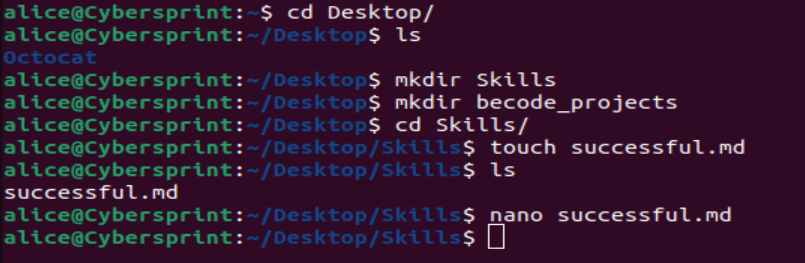 alice@Cybersprint:~$ cd Desktop/
alice@Cybersprint:~/Desktop$ ls
Octocat
alice@Cybersprint:~/Desktop$ mkdir Skills
alice@Cybersprint:~/Desktop$ mkdir becode_projects
alice@Cybersprint:~/Desktop$ cd Skills/
alice@Cybersprint:~/Desktop/Skills$ touch successful.md
alice@Cybersprint:~/Desktop/Skills$ ls
successful.md
alice@Cybersprint:~/Desktop/Skills$ nano successful.md
alice@Cybersprint:~/Desktop/Skills$